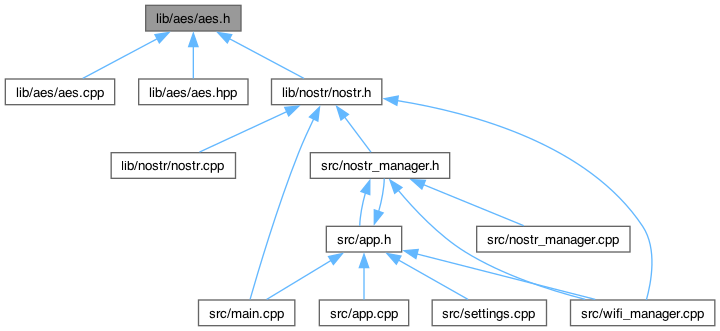 lib/aes/aes.h
lib/aes/aes.cpp
lib/aes/aes.hpp
lib/nostr/nostr.h
lib/nostr/nostr.cpp
src/nostr_manager.h
src/app.h
src/nostr_manager.cpp
src/main.cpp
src/app.cpp
src/settings.cpp
src/wifi_manager.cpp